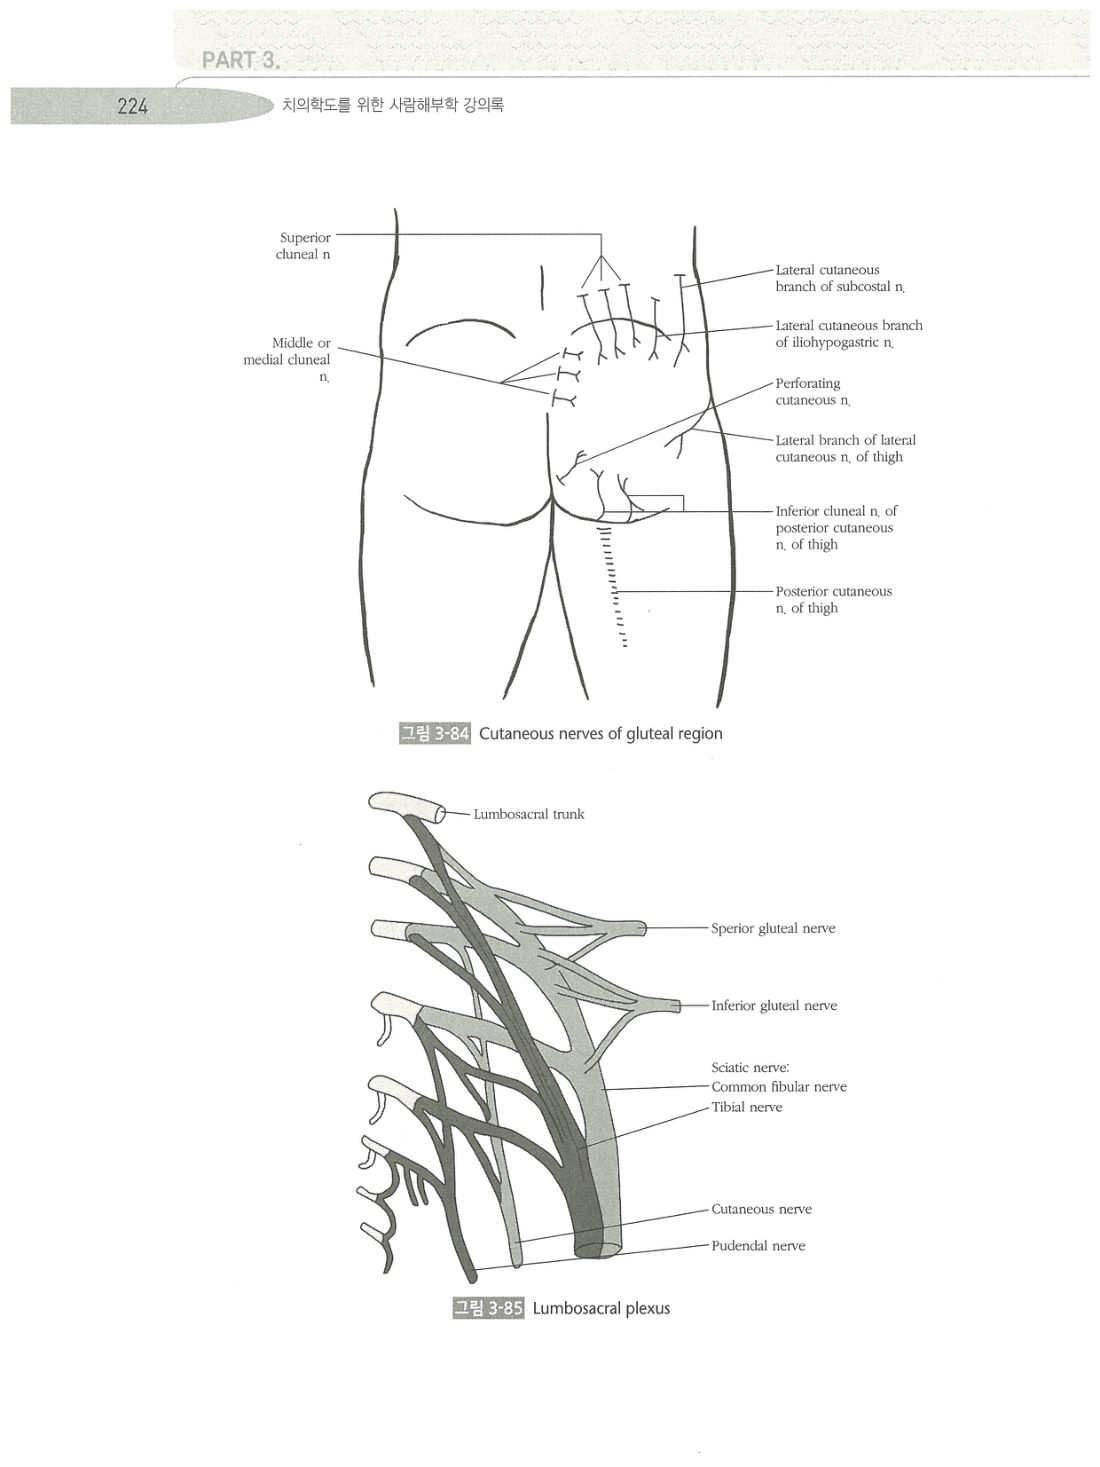 PART 3.
224
치의학도를 위한 사람해부학 강의록
Superior
cluneal n
Middle or
medial cluneal
n.
Lateral cutaneous
branch of subcostal n.
Lateral cutaneous branch
of iliohypogastric n.
Perforating
cutaneous n.
Lateral branch of lateral
cutaneous n. of thigh
Inferior cluneal n. of
posterior cutaneous
n. of thigh
Posterior cutaneous
n. of thigh
그림 3-84 Cutaneous nerves of gluteal region
Lumbosacral trunk
Sperior gluteal nerve
Inferior gluteal nerve
Sciatic nerve:
Common fibular nerve
Tibial nerve
Cutaneous nerve
Pudendal nerve
그림 3-85 Lumbosacral plexus